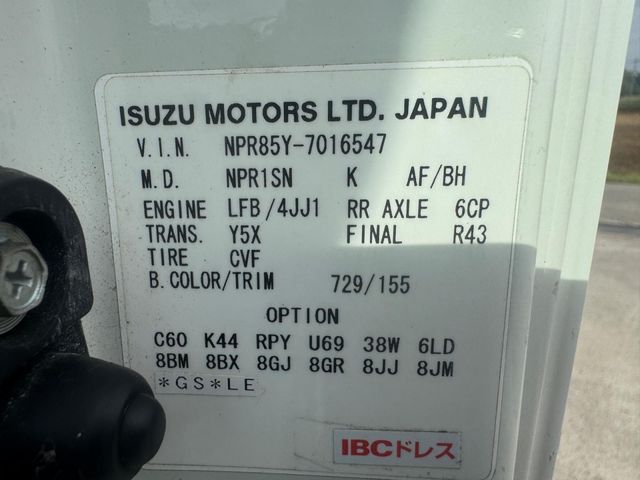 ISUZU MOTORS LTD. JAPAN
V.I.N. NPR85Y-7016547
M.D. NPR1SN K AF/BH
ENGINE LFB/4JJ1 RR AXLE 6CP
TRANS. Y5X FINAL R43
TIRE CVF
B.COLOR/TRIM 729/155
OPTION
C60 K44 RPY U69 38W 6LD
8BM 8BX 8GJ 8GR 8JJ 8JM
*GS*LE
IBCドレス